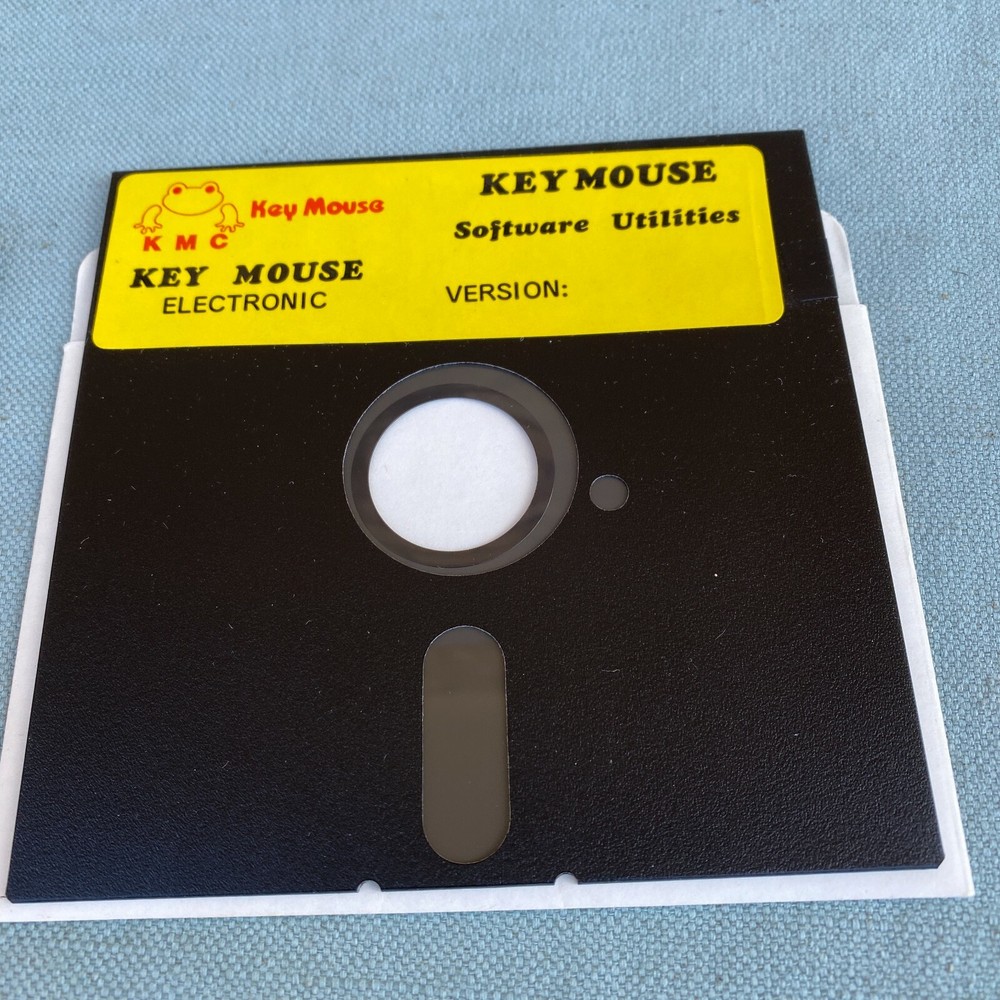 Key Mouse
K M C
KEY MOUSE
ELECTRONIC
KEY MOUSE
Software Utilities
VERSION: